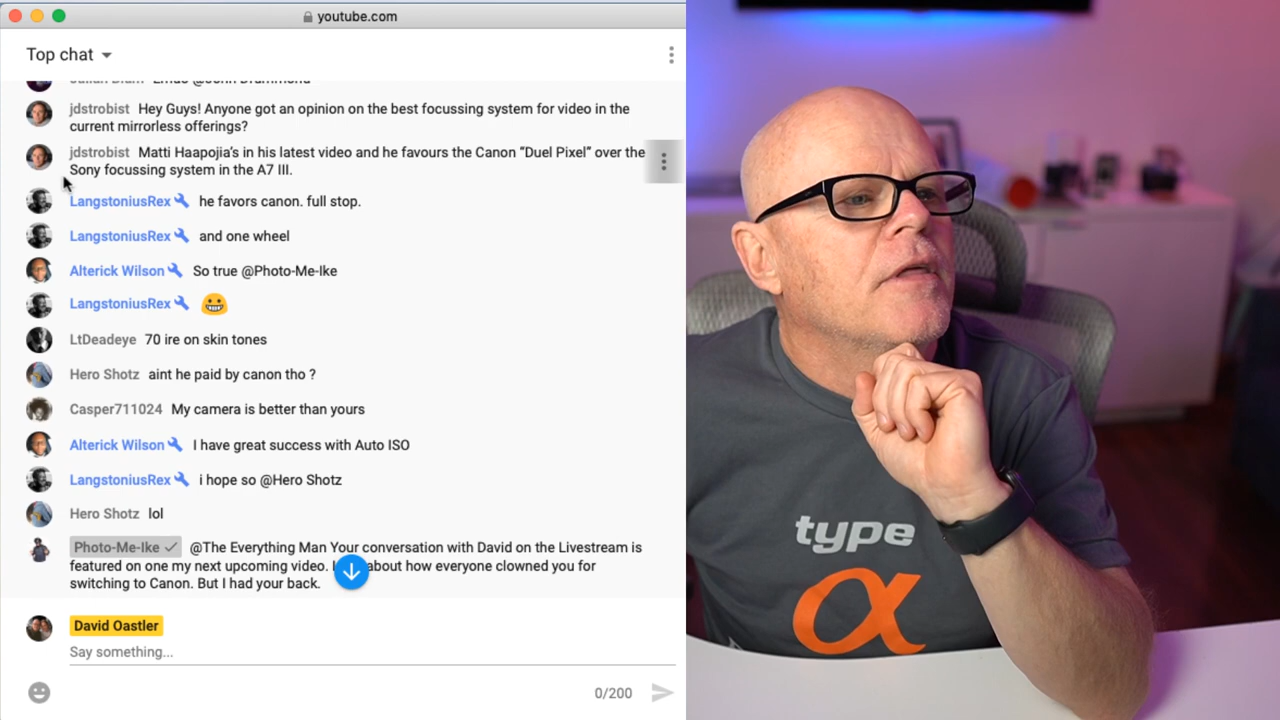 youtube.com
Top chat
jdstrobist Hey Guys! Anyone got an opinion on the best focussing system for video in the
current mirrorless offerings?
jdstrobist Matti Haapojia's in his latest video and he favours the Canon “Duel Pixel” over the
Sony focussing system in the A7 III.
LangstoniusRex he favors canon. full stop.
LangstoniusRex and one wheel
Alterick Wilson So true @Photo-Me-Ike
LangstoniusRex
LtDeadeye 70 ire on skin tones
Hero Shotz aint he paid by canon tho ?
Casper711024 My camera is better than yours
Alterick Wilson I have great success with Auto ISO
LangstoniusRex i hope so @Hero Shotz
Hero Shotz lol
Photo-Me-Ike @The Everything Man Your conversation with David on the Livestream is
featured on one my next upcoming video. about how everyone clowned you for
switching to Canon. But I had your back.
David Oastler
Say something...
0/200
type
α